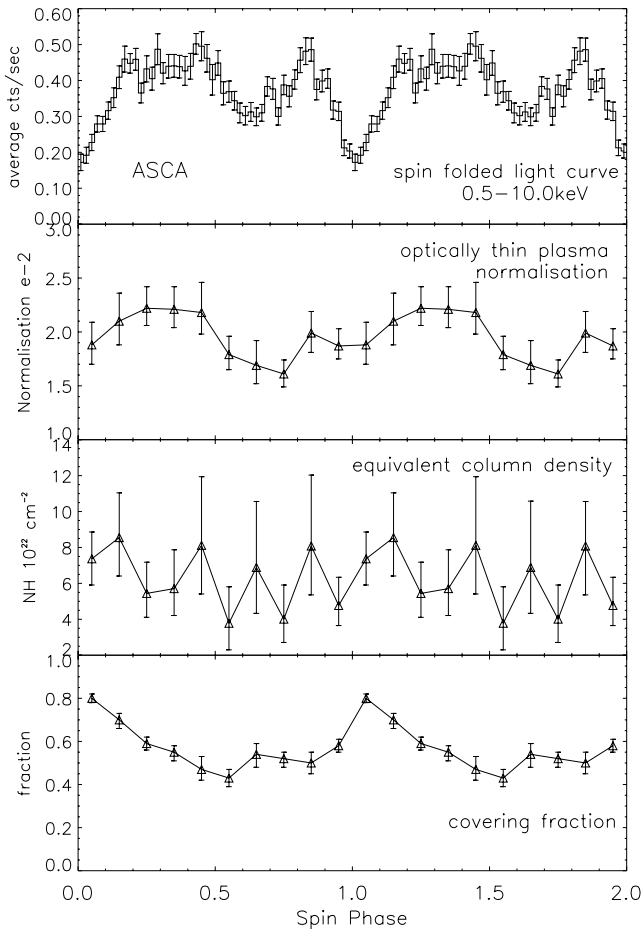 0.60
0.50
0.40
0.30
0.20
0.10
0.00
average cts/sec
ASCA
spin folded light curve
0.5−10.0keV
3.0
2.5
2.0
1.5
1.0
Normalisation e−2
optically thin plasma
normalisation
14
12
10
8
6
4
2
NH 10²² cm⁻²
equivalent column density
1.0
0.8
0.6
0.4
0.2
0.0
fraction
covering fraction
0.0 0.5 1.0 1.5 2.0
Spin Phase